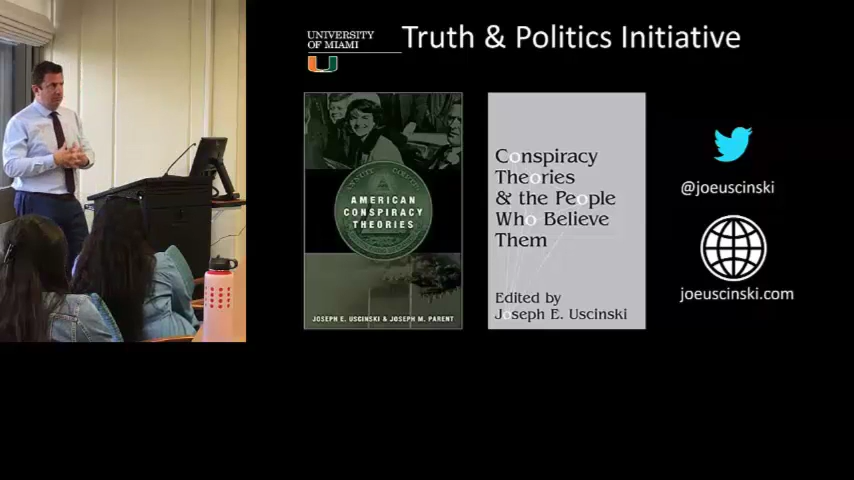 UNIVERSITY
OF MIAMI
Truth & Politics Initiative
AMERICAN
CONSPIRACY
THEORIES
JOSEPH E. USCINSKI & JOSEPH M. PARENT
Conspiracy
Theories
& the People
Who Believe
Them
Edited by
Joseph E. Uscinski
@joeuscinski
joeuscinski.com